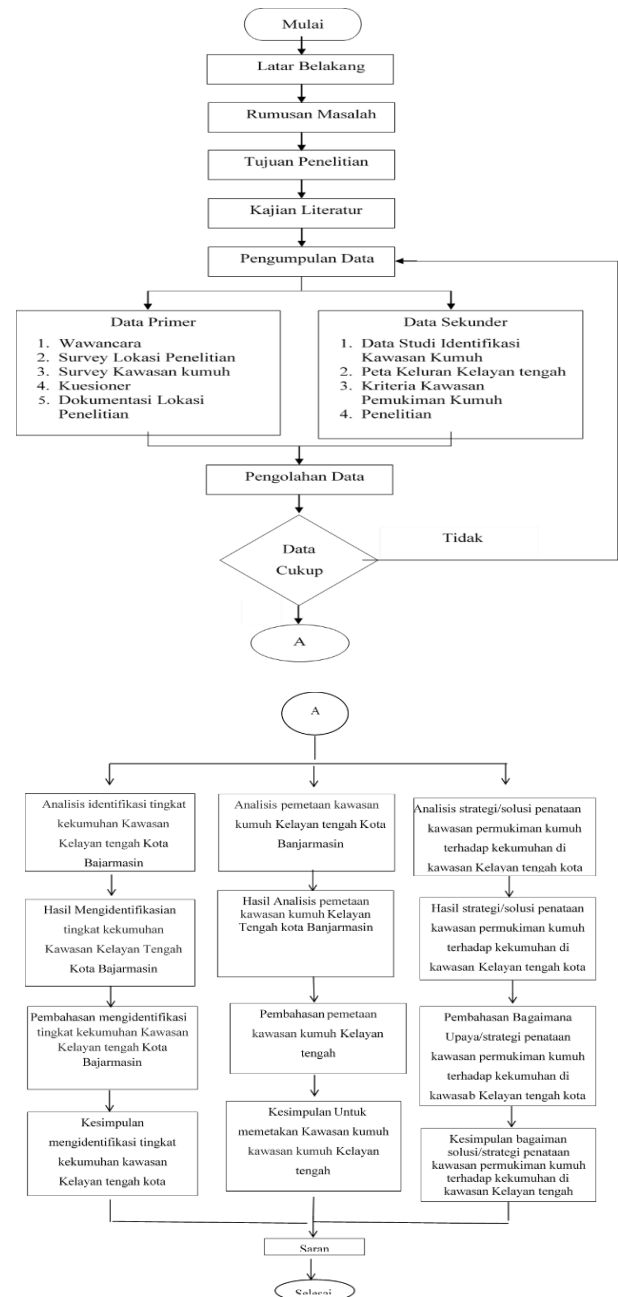 Mulai
Latar Belakang
Rumusan Masalah
Tujuan Penelitian
Kajian Literatur
Pengumpulan Data
Data Primer
1. Wawancara
2. Survey Lokasi Penelitian
3. Survey Kawasan kumuh
4. Kuesioner
5. Dokumentasi Lokasi
Penelitian
Data Sekunder
1. Data Studi Identifikasi
Kawasan Kumuh
2. Peta Keluran Kelayan tengah
3. Kriteria Kawasan
Pemukiman Kumuh
4. Penelitian
Pengolahan Data
Data
Cukup
Tidak
A
A
Analisis identifikasi tingkat
kekumuhan Kawasan
Kelayan tengah Kota
Bajarmasin
Hasil Mengidentifikasian
tingkat kekumuhan
Kawasan Kelayan Tengah
Kota Bajarmasin
Pembahasan mengidentifikasi
tingkat kekumuhan Kawasan
Kelayan tengah Kota
Bajarmasin
Kesimpulan
mengidentifikasi tingkat
kekumuhan kawasan
Kelayan tengah kota
Analisis pemetaan kawasan
kumuh Kelayan tengah Kota
Banjarmasin
Hasil Analisis pemetaan
kawasan kumuh Kelayan
Tengah kota Banjarmasin
Pembahasan pemetaan
kawasan kumuh Kelayan
tengah
Kesimpulan Untuk
memetakan Kawasan kumuh
kawasan kumuh Kelayan
tengah
Analisis strategi/solusi penataan
kawasan permukiman kumuh
terhadap kekumuhan di
kawasan Kelayan tengah kota
Hasil strategi/solusi penataan
kawasan permukiman kumuh
terhadap kekumuhan di
kawasan Kelayan tengah kota
Pembahasan Bagaimana
Upaya/strategi penataan
kawasan permukiman kumuh
terhadap kekumuhan di
kawasab Kelayan tengah kota
Kesimpulan bagaiman
solusi/strategi penataan
kawasan permukiman kumuh
terhadap kekumuhan di
kawasan Kelayan tengah
Saran
Selesai